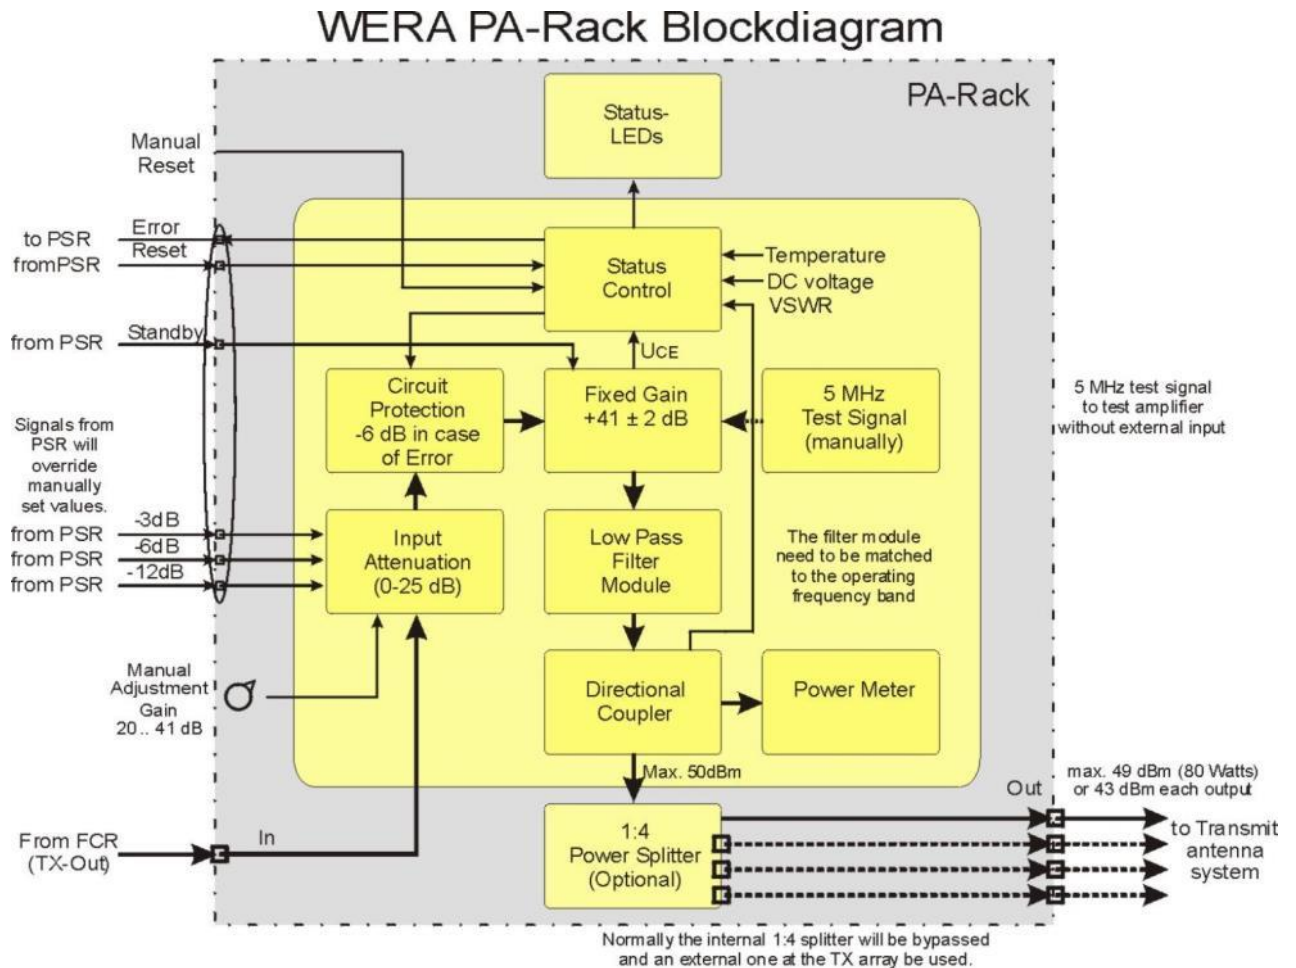 WERA PA-Rack Blockdiagram
PA-Rack
Status-
LEDs
Manual
Reset
to PSR
Error
fromPSR
Reset
Status
Control
Temperature
DC voltage
VSWR
from PSR
Standby
UCE
Circuit
Protection
-6 dB in case
of Error
Fixed Gain
+41 ± 2 dB
5 MHz
Test Signal
(manually)
5 MHz test signal
to test amplifier
without external input
Signals from
PSR will
override
manually
set values.
from PSR
-3dB
from PSR
-6dB
from PSR
-12dB
Input
Attenuation
(0-25 dB)
Low Pass
Filter
Module
The filter module
need to be matched
to the operating
frequency band
Manual
Adjustment
Gain
20.. 41 dB
Directional
Coupler
Power Meter
Max. 50dBm
From FCR
(TX-Out)
In
1:4
Power Splitter
(Optional)
Out
max. 49 dBm (80 Watts)
or 43 dBm each output
to Transmit
antenna
system
Normally the internal 1:4 splitter will be bypassed
and an external one at the TX array be used.